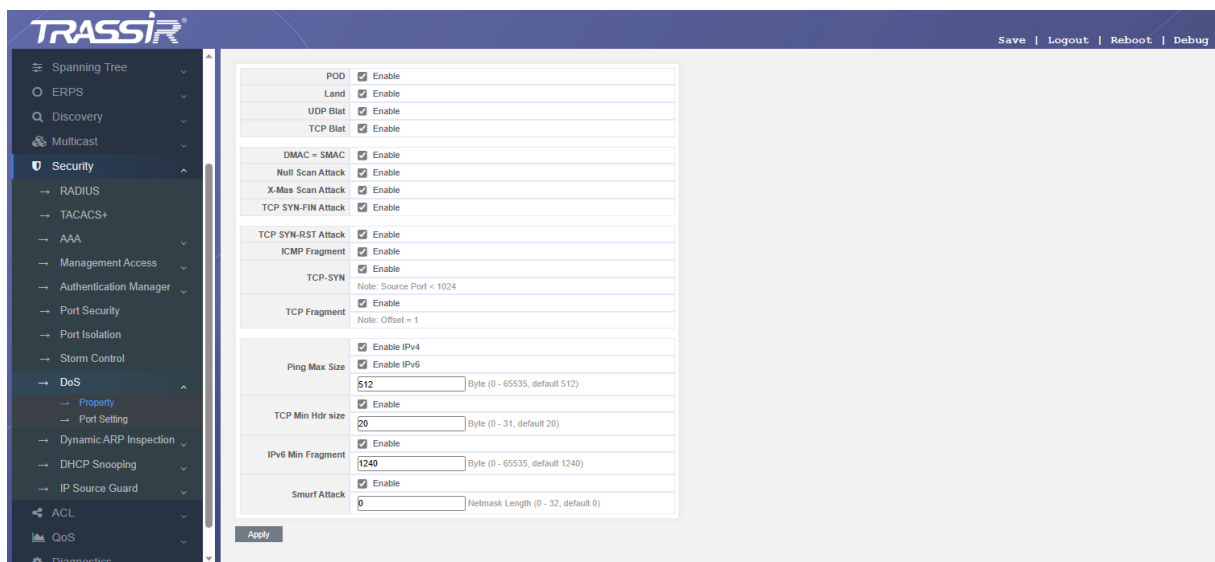 TRASSIR®
Save | Logout | Reboot | Debug
Spanning Tree
ERPS
Discovery
Multicast
Security
→ RADIUS
→ TACACS+
→ AAA
→ Management Access
→ Authentication Manager
→ Port Security
→ Port Isolation
→ Storm Control
→ DoS
→ Property
→ Port Setting
→ Dynamic ARP Inspection
→ DHCP Snooping
→ IP Source Guard
ACL
QoS
Diagnostics
POD Enable
Land Enable
UDP Blat Enable
TCP Blat Enable
DMAC = SMAC Enable
Null Scan Attack Enable
X-Mas Scan Attack Enable
TCP SYN-FIN Attack Enable
TCP SYN-RST Attack Enable
ICMP Fragment Enable
TCP-SYN Enable
Note: Source Port < 1024
TCP Fragment Enable
Note: Offset = 1
Ping Max Size Enable IPv4
Enable IPv6
512 Byte (0 - 65535, default 512)
TCP Min Hdr size Enable
20 Byte (0 - 31, default 20)
IPv6 Min Fragment Enable
1240 Byte (0 - 65535, default 1240)
Smurf Attack Enable
0 Netmask Length (0 - 32, default 0)
Apply